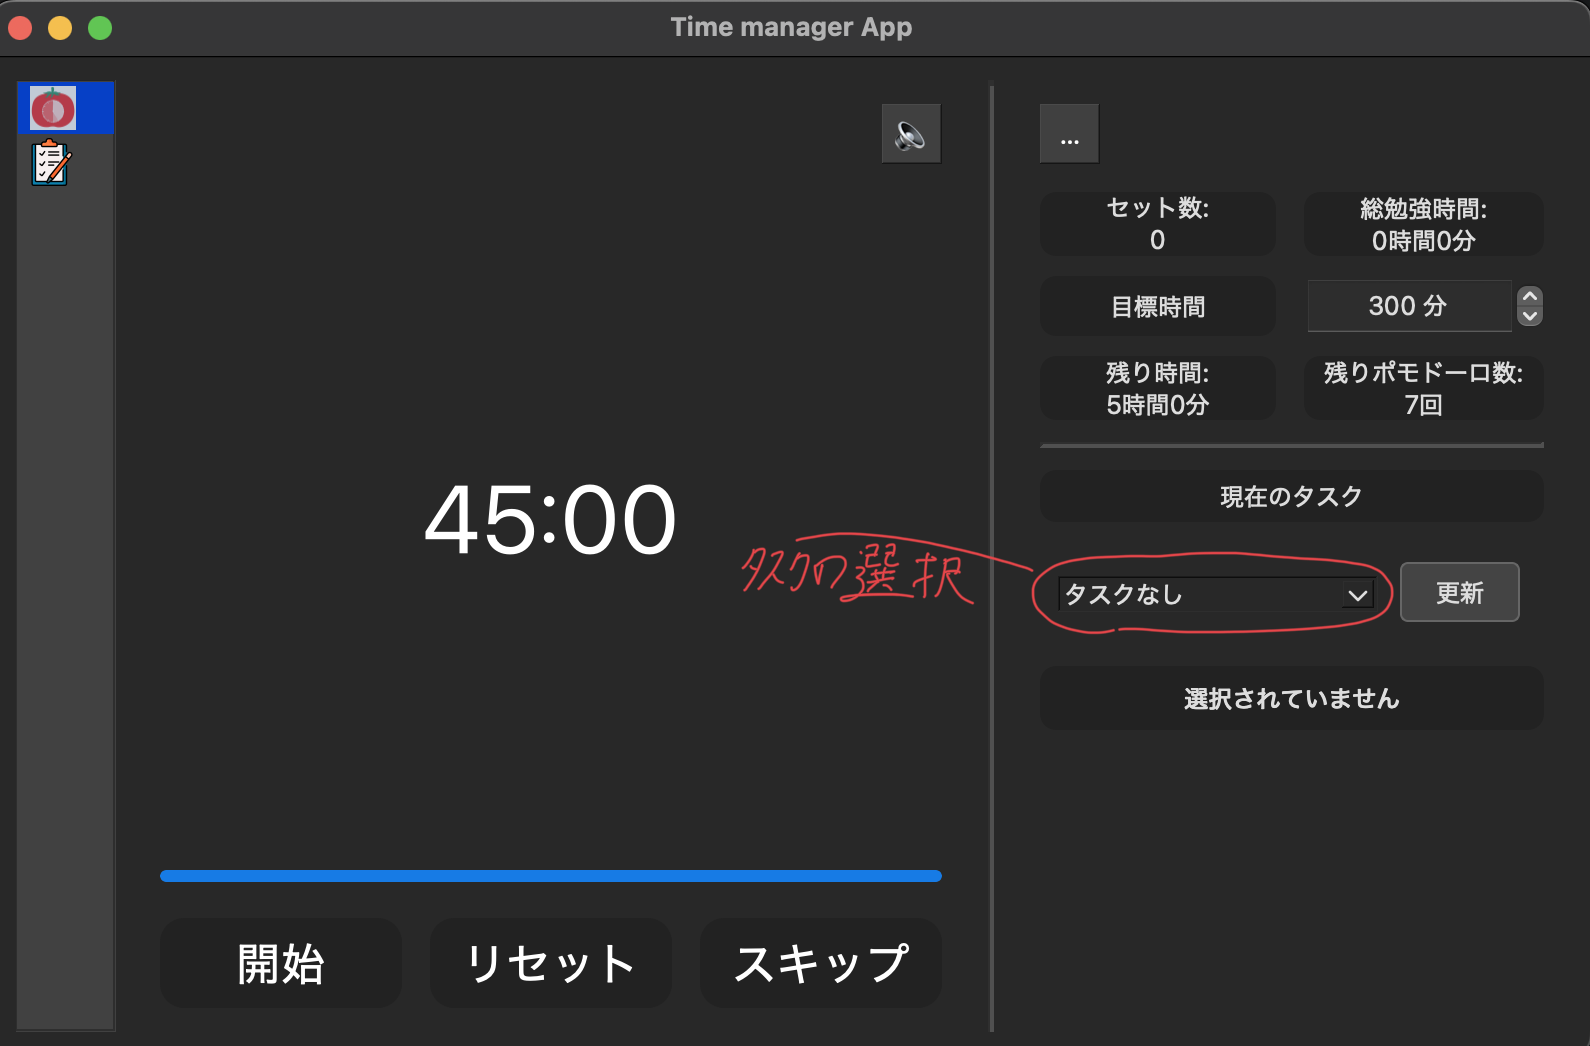 Time manager App
...
セット数:
0
総勉強時間:
0時間0分
目標時間
300 分
残り時間:
5時間0分
残りポモドーロ数:
7回
現在のタスク
45:00
タスクの選択
タスクなし
更新
選択されていません
開始
リセット
スキップ